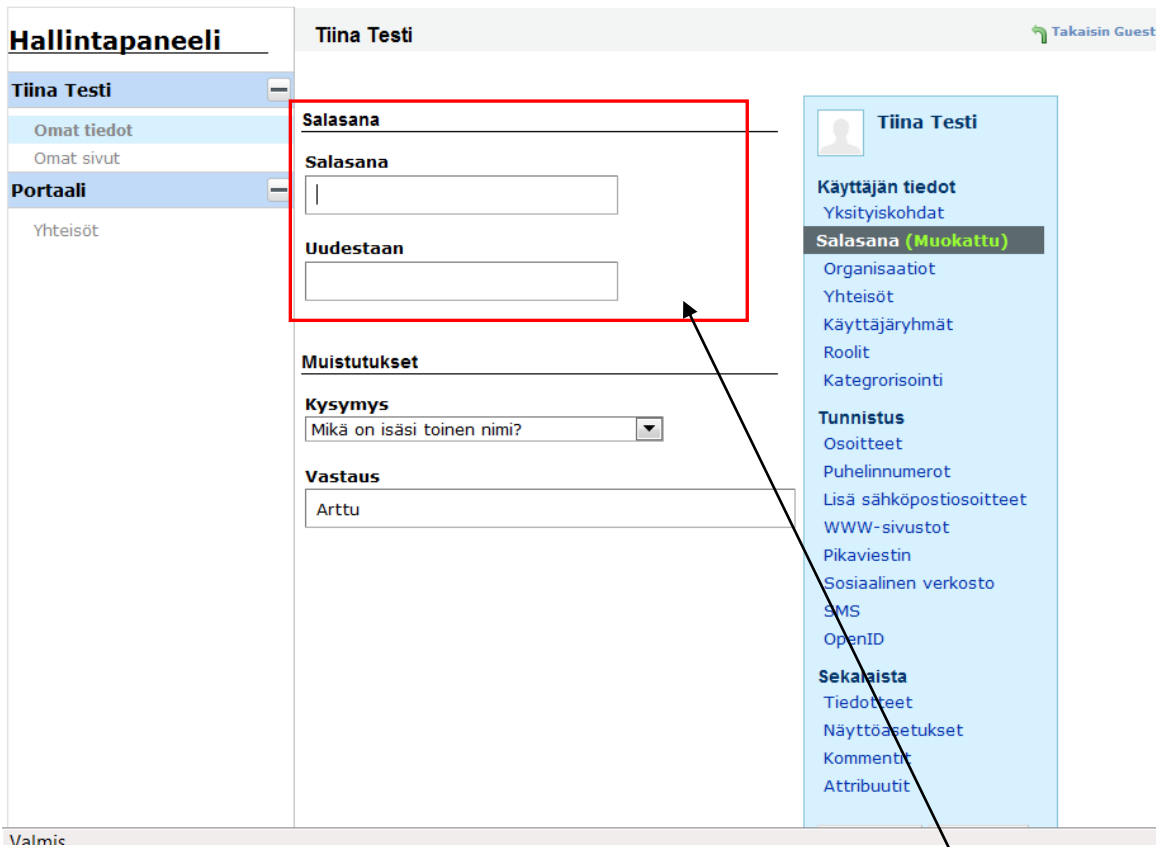 Hallintapaneeli
Tiina Testi
Omat tiedot
Omat sivut
Portaali
Yhteisöt
Tiina Testi
Takaisin Guest
Salasana
Salasana
Uudestaan
Muistutukset
Kysymys
Mikä on isäsi toinen nimi?
Vastaus
Arttu
Tiina Testi
Käyttäjän tiedot
Yksityiskohdat
Salasana (Muokattu)
Organisaatiot
Yhteisöt
Käyttäjäryhmät
Roolit
Kategrorisointi
Tunnistus
Osoitteet
Puhelinnumerot
Lisä sähköpostiosoitteet
WWW-sivustot
Pikaviestin
Sosiaalinen verkosto
SMS
OpenID
Sekalaista
Tiedotteet
Näyttöasetukset
Kommentit
Attribuutit
Valmis